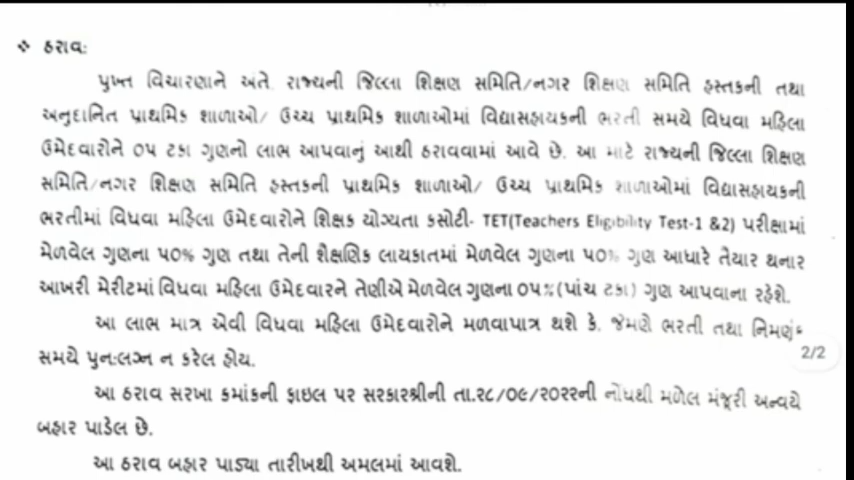 ❖ ઠરાવ:
પુખ્ત વિચારણાને અંતે રાજ્યની જિલ્લા શિક્ષણ સમિતિ/નગર શિક્ષણ સમિતિ હસ્તકની તથા
અનુદાનિત પ્રાથમિક શાળાઓ/ ઉચ્ચ પ્રાથમિક શાળાઓમાં વિદ્યાસહાયકની ભરતી સમયે વિધવા મહિલા
ઉમેદવારોને ૦૫ ટકા ગુણનો લાભ આપવાનું આથી ઠરાવવામાં આવે છે. આ માટે રાજ્યની જિલ્લા શિક્ષણ
સમિતિ/નગર શિક્ષણ સમિતિ હસ્તકની પ્રાથમિક શાળાઓ/ ઉચ્ચ પ્રાથમિક શાળાઓમાં વિદ્યાસહાયકની
ભરતીમાં વિધવા મહિલા ઉમેદવારોને શિક્ષક યોગ્યતા કસોટી- TET(Teachers Eligibility Test-1 &2) પરીક્ષામાં
મેળવેલ ગુણના ૫૦% ગુણ તથા તેની શૈક્ષણિક લાયકાતમાં મેળવેલ ગુણના ૫૦% ગુણ આધારે તૈયાર થનાર
આખરી મેરીટમાં વિધવા મહિલા ઉમેદવારને તેણીએ મેળવેલ ગુણના ૦૫%(પાંચ ટકા) ગુણ આપવાના રહેશે.
આ લાભ માત્ર એવી વિધવા મહિલા ઉમેદવારોને મળવાપાત્ર થશે કે, જેમણે ભરતી તથા નિમણૂંક
સમયે પુન:લગ્ન ન કરેલ હોય.
2/2
આ ઠરાવ સરખા ક્રમાંકની ફાઇલ પર સરકારશ્રીની તા.૨૮/૦૯/૨૦૨૨ની નોંધથી મળેલ મંજૂરી અન્વયે
બહાર પાડેલ છે.
આ ઠરાવ બહાર પાડ્યા તારીખથી અમલમાં આવશે.